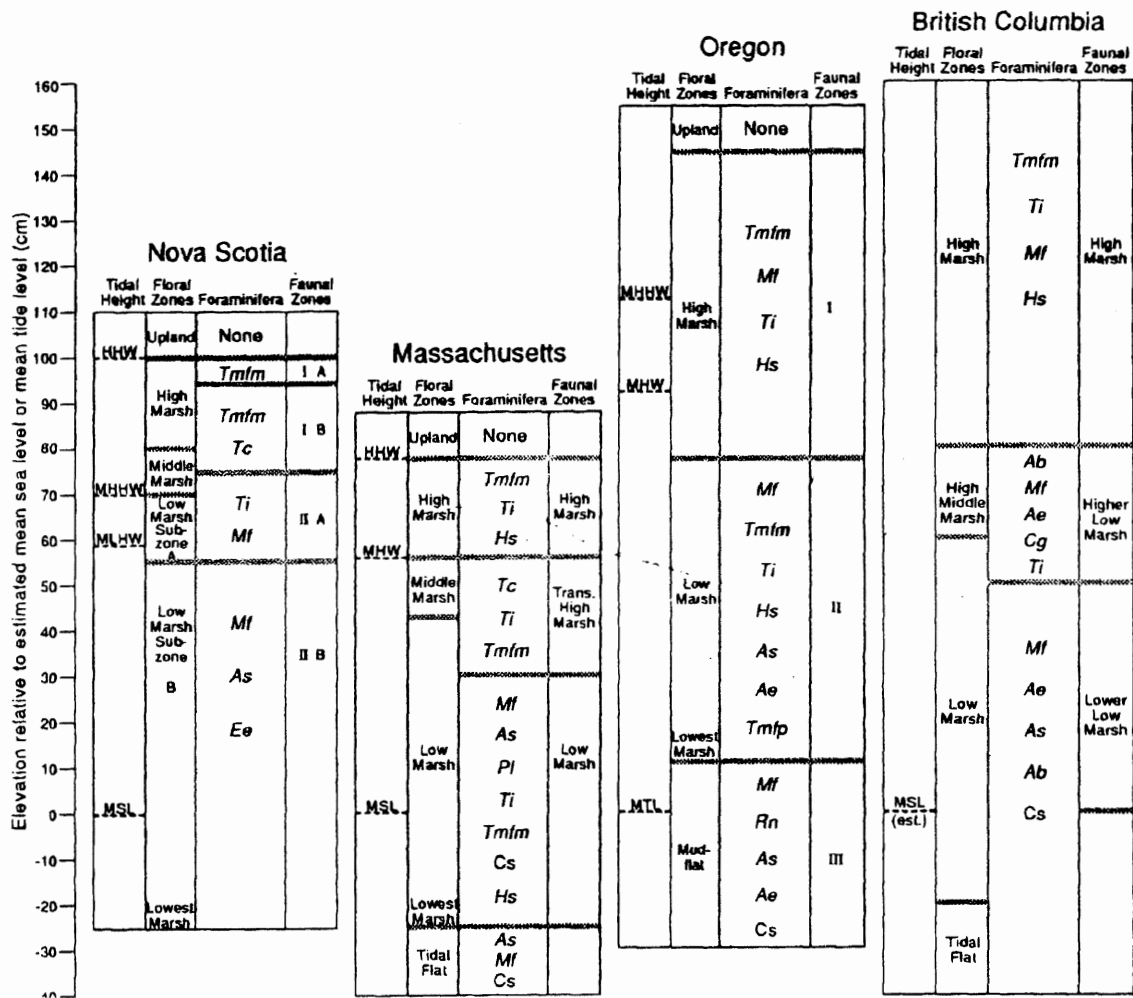 British Columbia
Tidal Height
Floral Zones
Foraminifera
Faunal Zones
High Marsh
High Middle Marsh
Low Marsh
Tidal Flat
MSL
(est.)
Tmfm
Ti
Mf
Hs
Ab
Mf
Ae
Cg
Ti
Mf
Ae
As
Ab
Cs
High Marsh
Higher Low Marsh
Lower Low Marsh
Oregon
Tidal Height
Floral Zones
Foraminifera
Faunal Zones
MHHW
MHW
MTL
Upland
High Marsh
Low Marsh
Lowest Marsh
Mud-flat
None
Tmfm
Mf
Ti
Hs
Mf
Tmfm
Ti
Hs
As
Ae
Tmfp
Mf
Rn
As
Ae
Cs
I
II
III
Elevation relative to estimated mean sea level or mean tide level (cm)
160
150
140
130
120
110
100
90
80
70
60
50
40
30
20
10
0
-10
-20
-30
40
Nova Scotia
Tidal Height
Floral Zones
Foraminifera
Faunal Zones
HHW
MHHW
MLHW
MSL
Upland
High Marsh
Middle Marsh
Low Marsh Sub-zone A
Low Marsh Sub-zone B
Lowest Marsh
None
Tmfm
Tmfm
Tc
Ti
Mf
Mf
As
Ee
I A
I B
II A
II B
Massachusetts
Tidal Height
Floral Zones
Foraminifera
Faunal Zones
HHW
MHW
MSL
Upland
High Marsh
Middle Marsh
Low Marsh
Lowest Marsh
Tidal Flat
None
Tmfm
Ti
Hs
Tc
Ti
Tmfm
Mf
As
Pl
Ti
Tmfm
Cs
Hs
As
Mf
Cs
High Marsh
Trans. High Marsh
Low Marsh